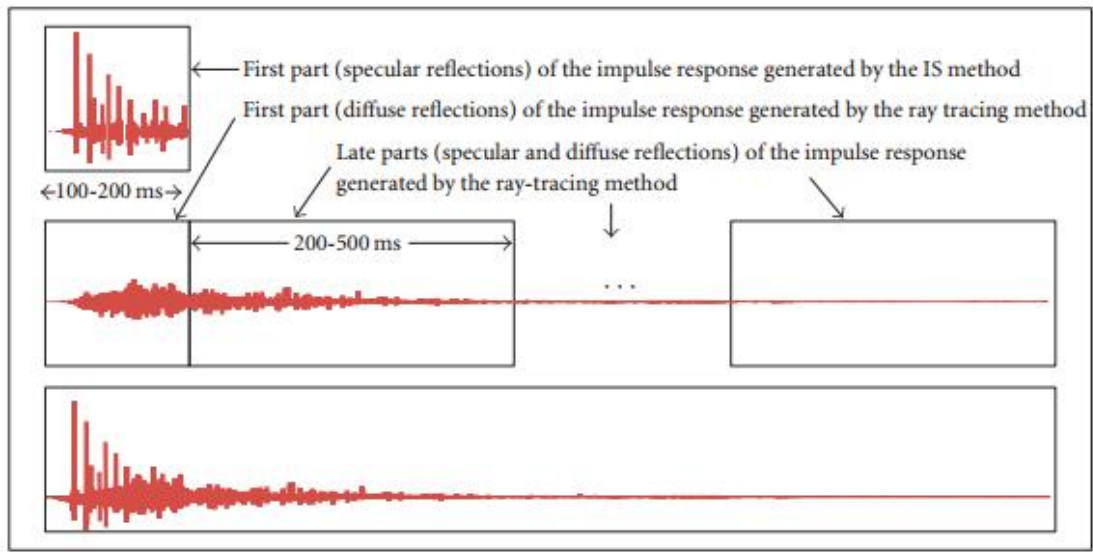 First part (specular reflections) of the impulse response generated by the IS method
First part (diffuse reflections) of the impulse response generated by the ray tracing method
Late parts (specular and diffuse reflections) of the impulse response
generated by the ray-tracing method
100-200 ms
200-500 ms
. . .